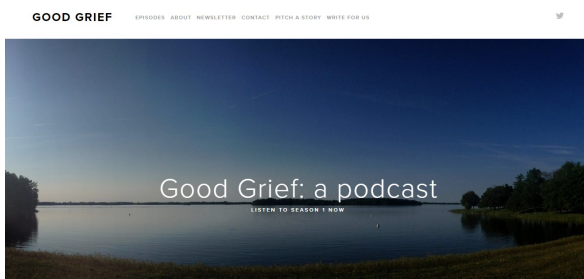 GOOD GRIEF
EPISODES ABOUT NEWSLETTER CONTACT PITCH A STORY WRITE FOR US
Good Grief: a podcast
LISTEN TO SEASON 1 NOW